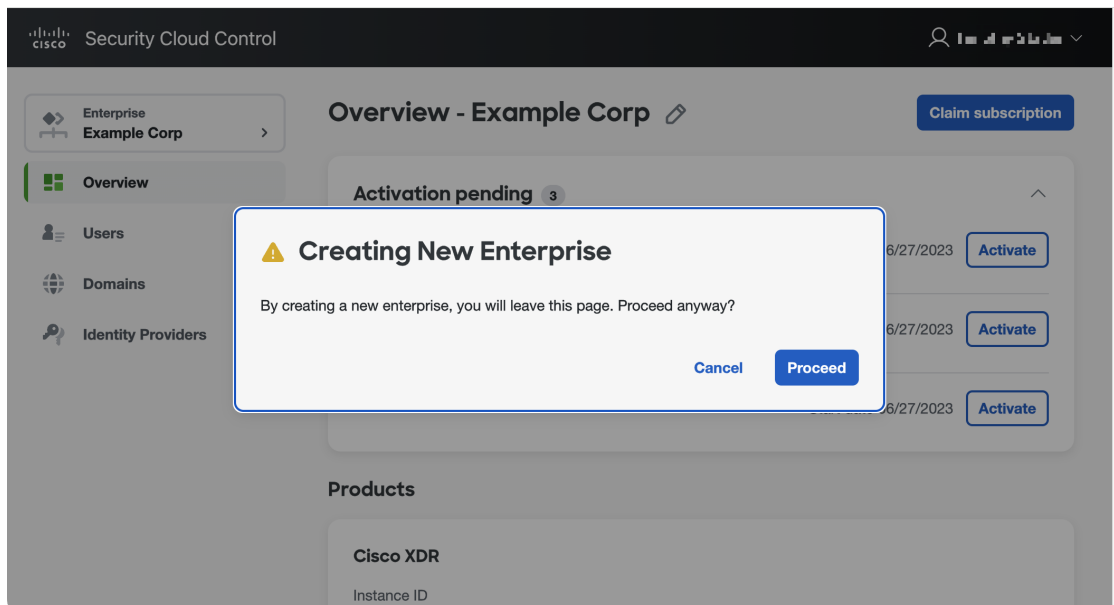 CISCO
Security Cloud Control
Enterprise
Example Corp
Overview
Users
Domains
Identity Providers
Overview - Example Corp
Claim subscription
Activation pending 3
6/27/2023 Activate
Creating New Enterprise
By creating a new enterprise, you will leave this page. Proceed anyway?
6/27/2023 Activate
Cancel
Proceed
6/27/2023 Activate
Products
Cisco XDR
Instance ID